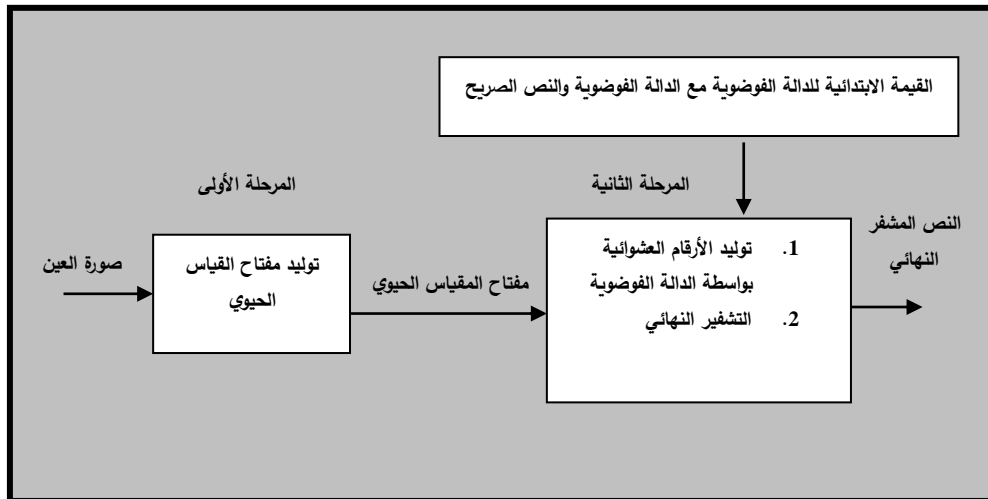 القيمة الابتدائية للدالة الفوضوية مع الدالة الفوضوية والنص الصريح
المرحلة الأولى
المرحلة الثانية
صورة العين
توليد مفتاح القياس
الحيوي
مفتاح المقياس الحيوي
1. توليد الأرقام العشوائية
بواسطة الدالة الفوضوية
2. التشفير النهائي
النص المشفر
النهائي